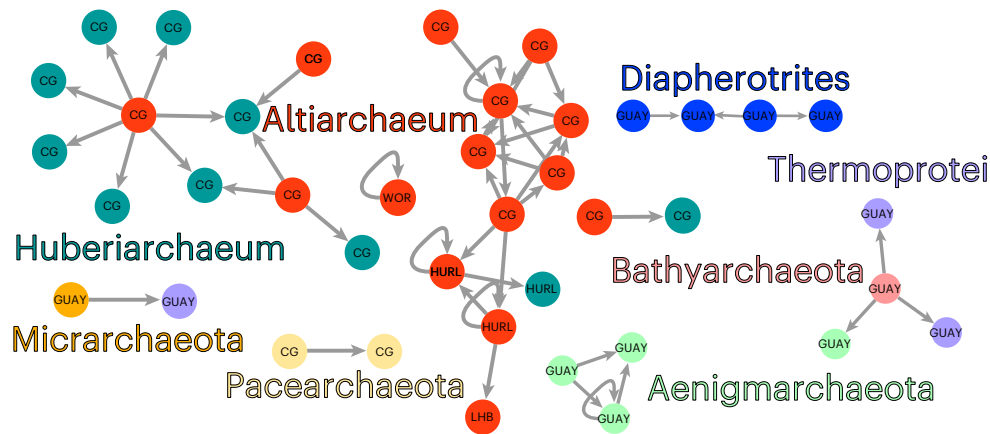 CG
CG
CG
CG
CG
CG
CG
CG
CG
CG
Altiarchaeum
Diapherotrites
GUAY
GUAY
GUAY
GUAY
CG
CG
CG
CG
CG
WOR
CG
CG
CG
CG
CG
CG
Thermoprotei
GUAY
Huberiarchaeum
CG
HURL
HURL
Bathyarchaeota
GUAY
GUAY
GUAY
Micrarchaeota
HURL
GUAY
GUAY
CG
CG
Pacearchaeota
GUAY
GUAY
GUAY
Aenigmarchaeota
LHB